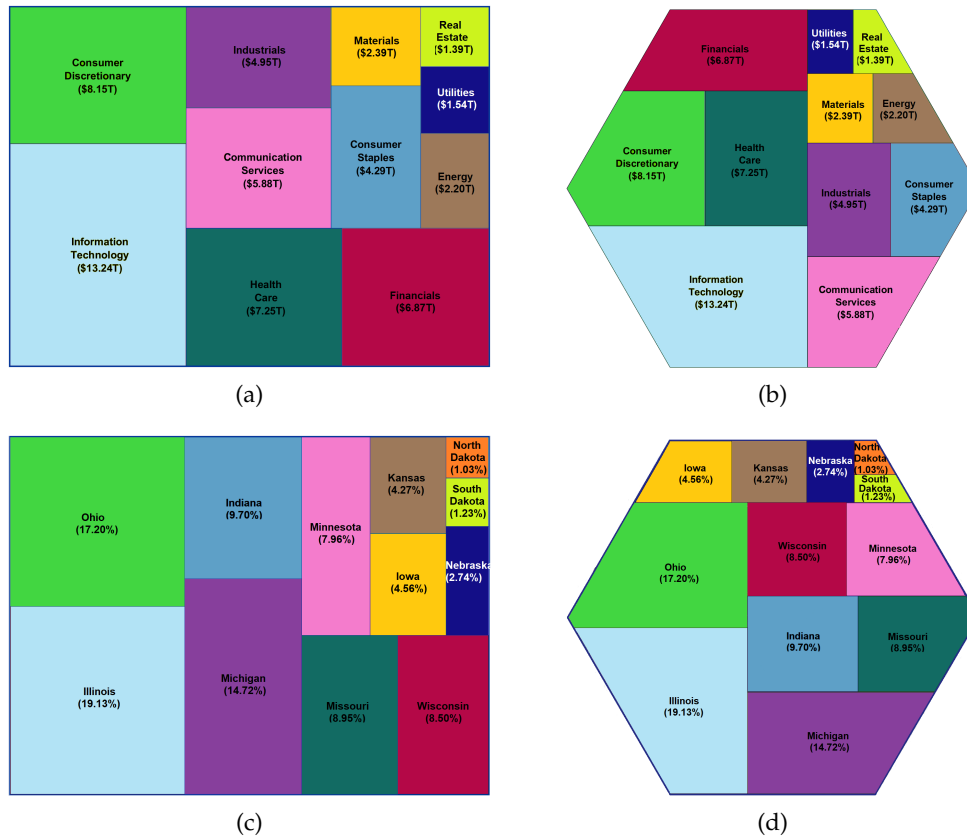 Consumer
Discretionary
($8.15T)
Industrials
($4.95T)
Materials
($2.39T)
Real
Estate
($1.39T)
Utilities
($1.54T)
Communication
Services
($5.88T)
Consumer
Staples
($4.29T)
Energy
($2.20T)
Information
Technology
($13.24T)
Health
Care
($7.25T)
Financials
($6.87T)
(a)
Financials
($6.87T)
Utilities
($1.54T)
Real
Estate
($1.39T)
Materials
($2.39T)
Energy
($2.20T)
Consumer
Discretionary
($8.15T)
Health
Care
($7.25T)
Industrials
($4.95T)
Consumer
Staples
($4.29T)
Information
Technology
($13.24T)
Communication
Services
($5.88T)
(b)
Ohio
(17.20%)
Indiana
(9.70%)
Minnesota
(7.96%)
Kansas
(4.27%)
North
Dakota
(1.03%)
South
Dakota
(1.23%)
Iowa
(4.56%)
Nebraska
(2.74%)
Illinois
(19.13%)
Michigan
(14.72%)
Missouri
(8.95%)
Wisconsin
(8.50%)
(c)
Iowa
(4.56%)
Kansas
(4.27%)
Nebraska
(2.74%)
North
Dakota
(1.03%)
South
Dakota
(1.23%)
Ohio
(17.20%)
Wisconsin
(8.50%)
Minnesota
(7.96%)
Indiana
(9.70%)
Missouri
(8.95%)
Illinois
(19.13%)
Michigan
(14.72%)
(d)